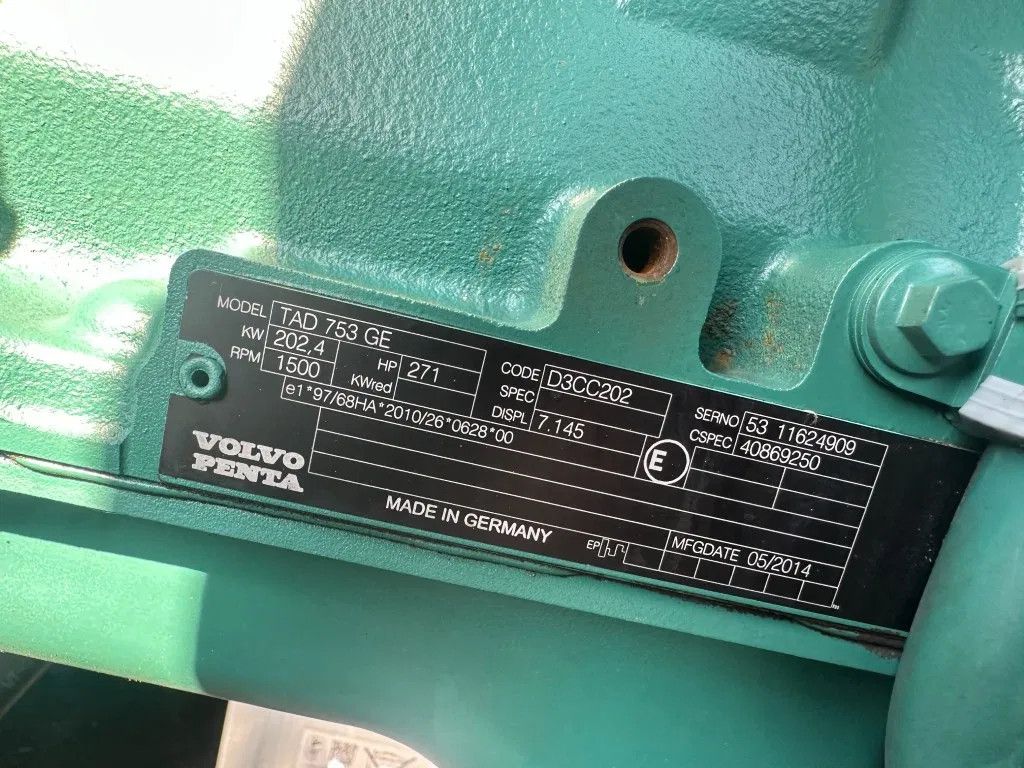 MODEL TAD 753 GE
KW 202,4 HP 271
RPM 1500 KWred
e1*97/68HA*2010/26*0628*00
CODE D3CC202
SPEC
DISPL 7.145
E
SERNO 53 11624909
CSPEC 40869250
VOLVO
PENTA
MADE IN GERMANY
EP
MFGDATE 05/2014